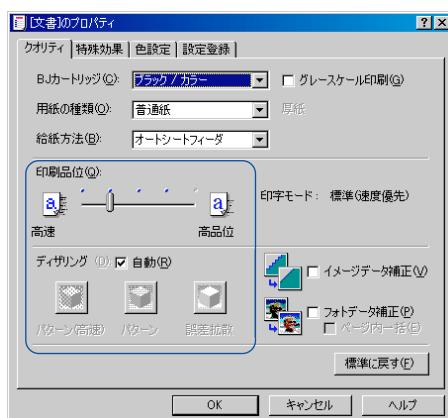 [文書]のプロパティ
クオリティ 特殊効果 色設定 設定登録
BJカートリッジ(C): ブラック / カラー グレースケール印刷(G)
用紙の種類(O): 普通紙 厚紙
給紙方法(B): オートシートフィーダ
印刷品位(Q):
a a
印字モード: 標準(速度優先)
高速 高品位
ディザリング (D): 自動(R)
イメージデータ補正(V)
フォトデータ補正(P)
ページ内一括(E)
パターン(高速) パターン 誤差拡散
標準に戻す(F)
OK キャンセル ヘルプ